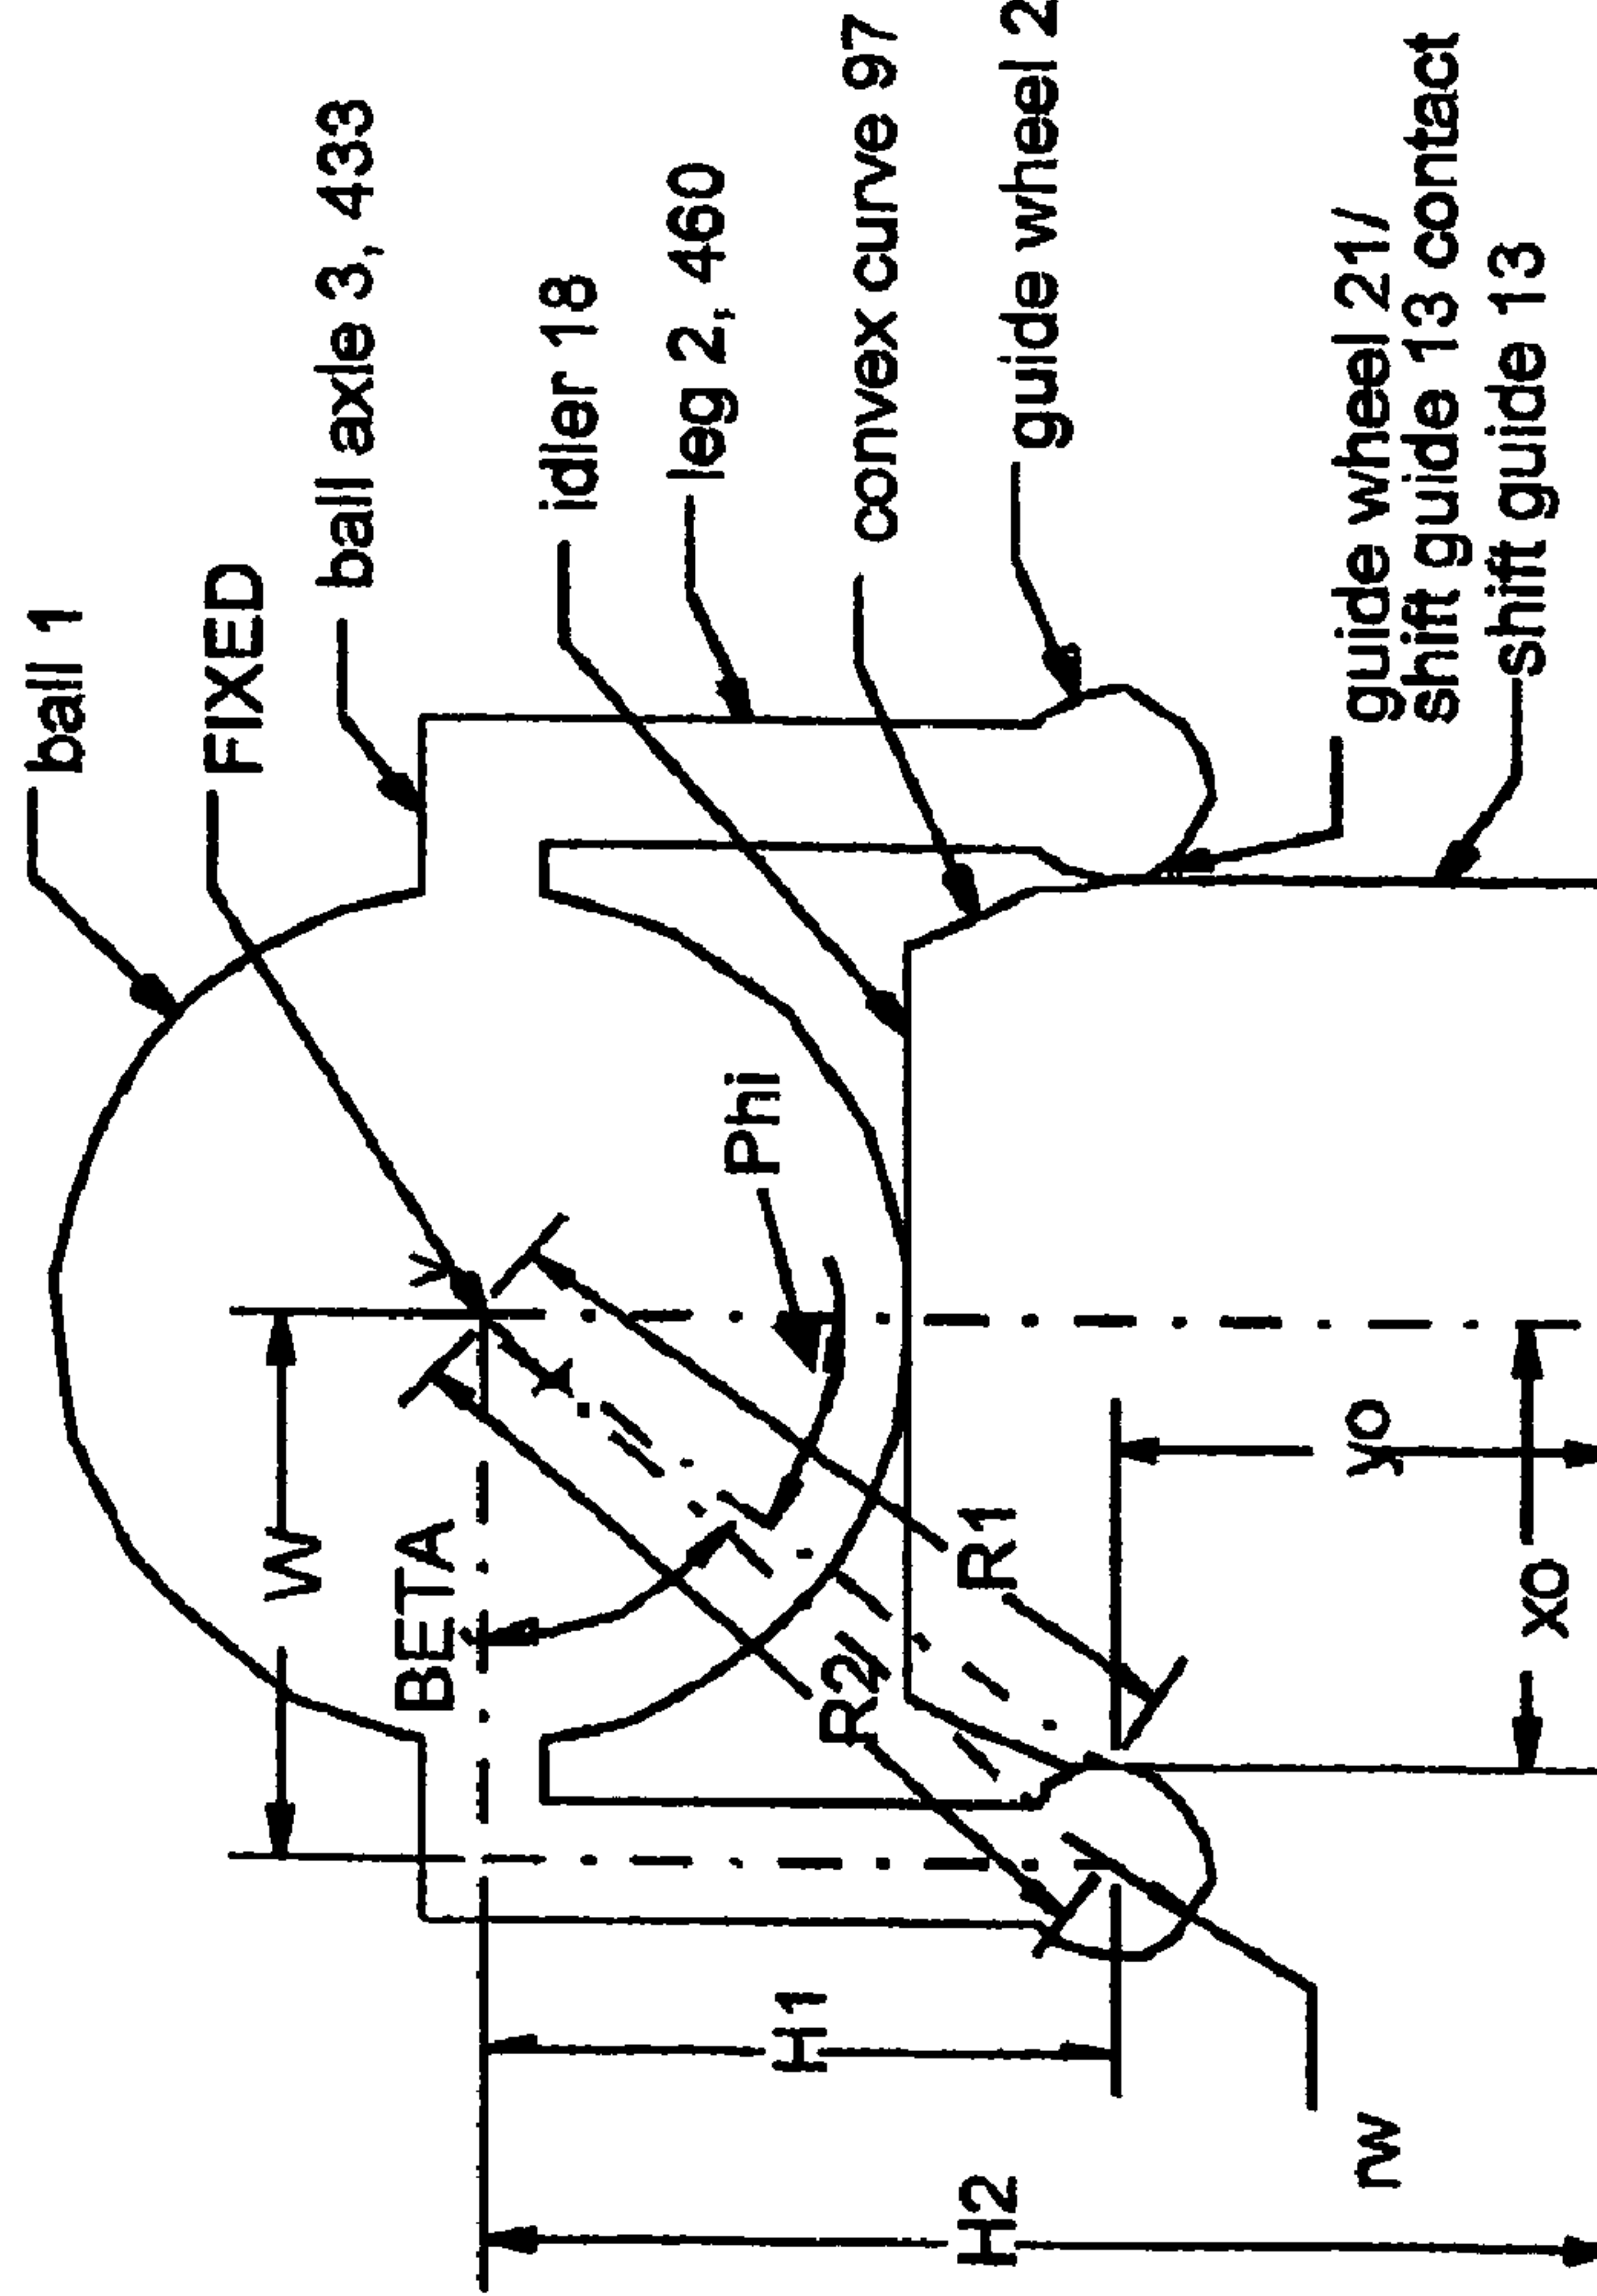 ball 1
FIXED
ball axle 3, 433
idler 18
leg 2, 460
convex curve 97
guide wheel 2
guide wheel 21/
shift guide 13 contact
shift guide 13
Phi
W
BETA
R1
R2
yo
xo
H1
H2
rw